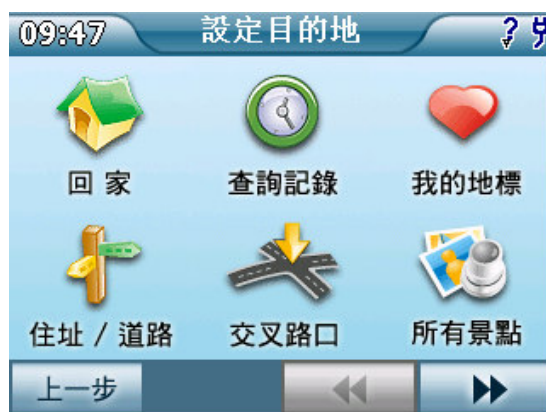 09:47 設定目的地 ?
回 家 查詢記錄 我的地標
住址 / 道路 交叉路口 所有景點
上一步